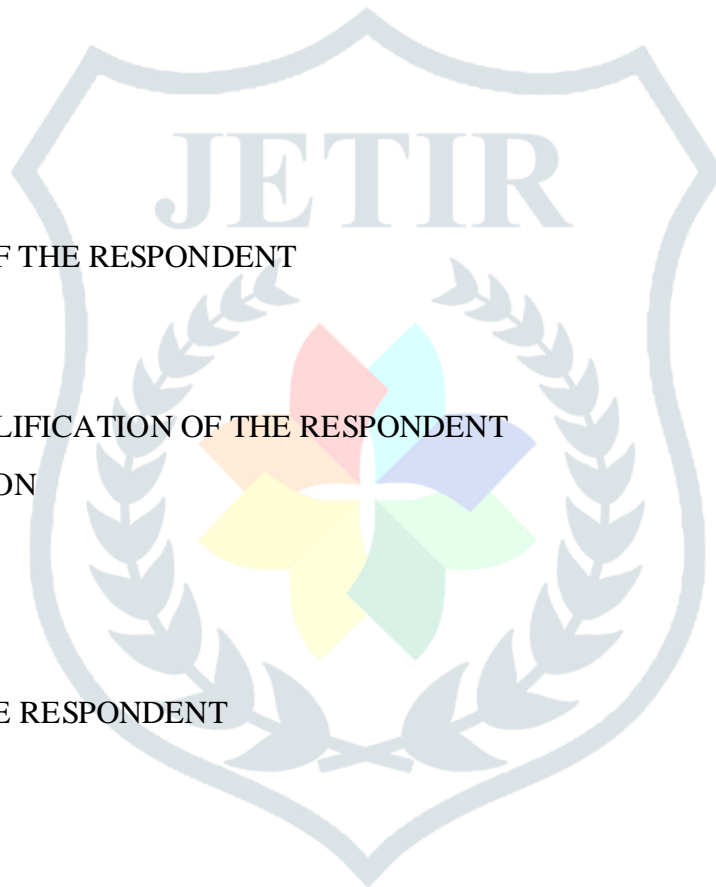 JETIR
F THE RESPONDENT
LIFICATION OF THE RESPONDENT
ON
E RESPONDENT